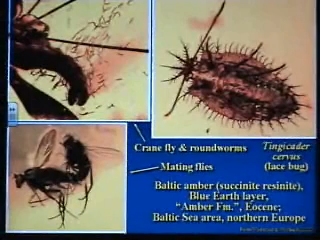 Crane fly & roundworms
Mating flies
Tingicader
cervus
(lace bug)
Baltic amber (succinite resinite),
Blue Earth layer,
"Amber Fm.", Eocene;
Baltic Sea area, northern Europe